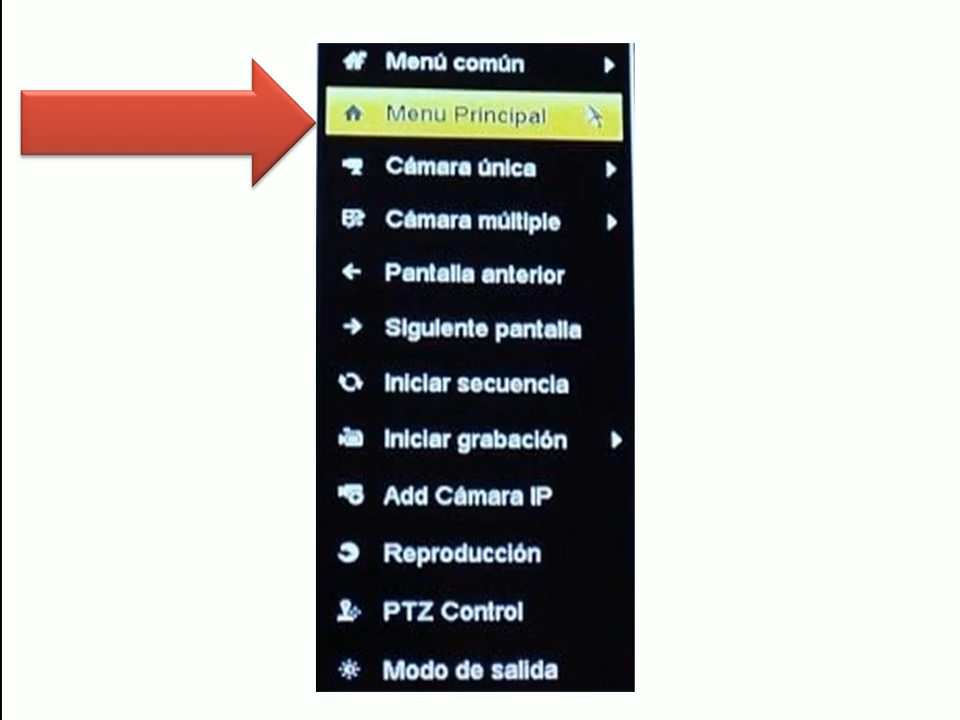 Menú común
Menu Principal
Cámara única
Cámara múltiple
Pantalla anterior
Siguiente pantalla
Iniciar secuencia
Iniciar grabación
Add Cámara IP
Reproducción
PTZ Control
Modo de salida